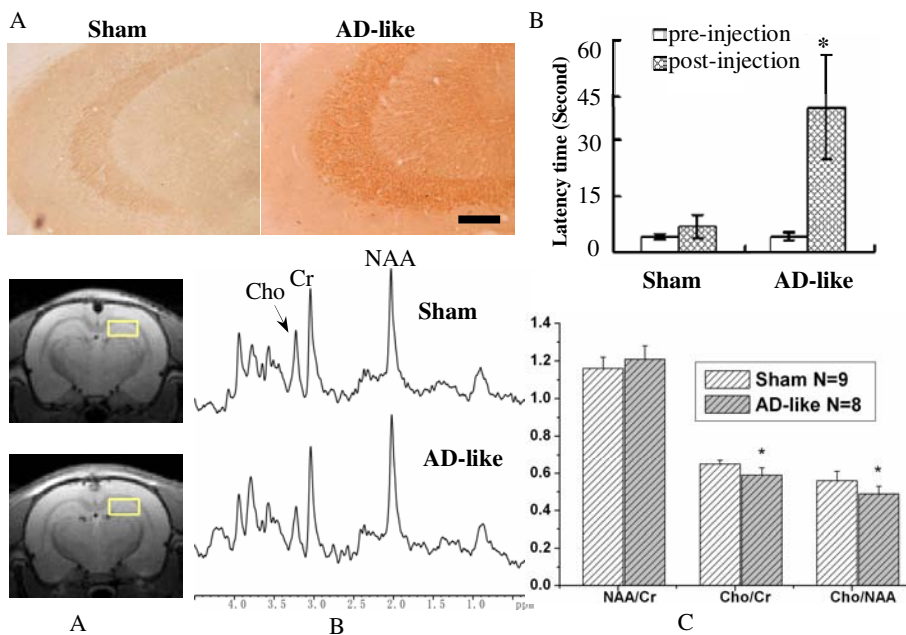 A
Sham
AD-like
B
60
45
30
15
0
Latency time (Second)
pre-injection
post-injection
*
Sham
AD-like
NAA
Cr
Cho
Sham
AD-like
4.0 3.5 3.0 2.5 2.0 1.5 1.0 ppm
A
B
1.4
1.2
1.0
0.8
0.6
0.4
0.2
0.0
Sham N=9
AD-like N=8
*
*
NAA/Cr Cho/Cr Cho/NAA
C